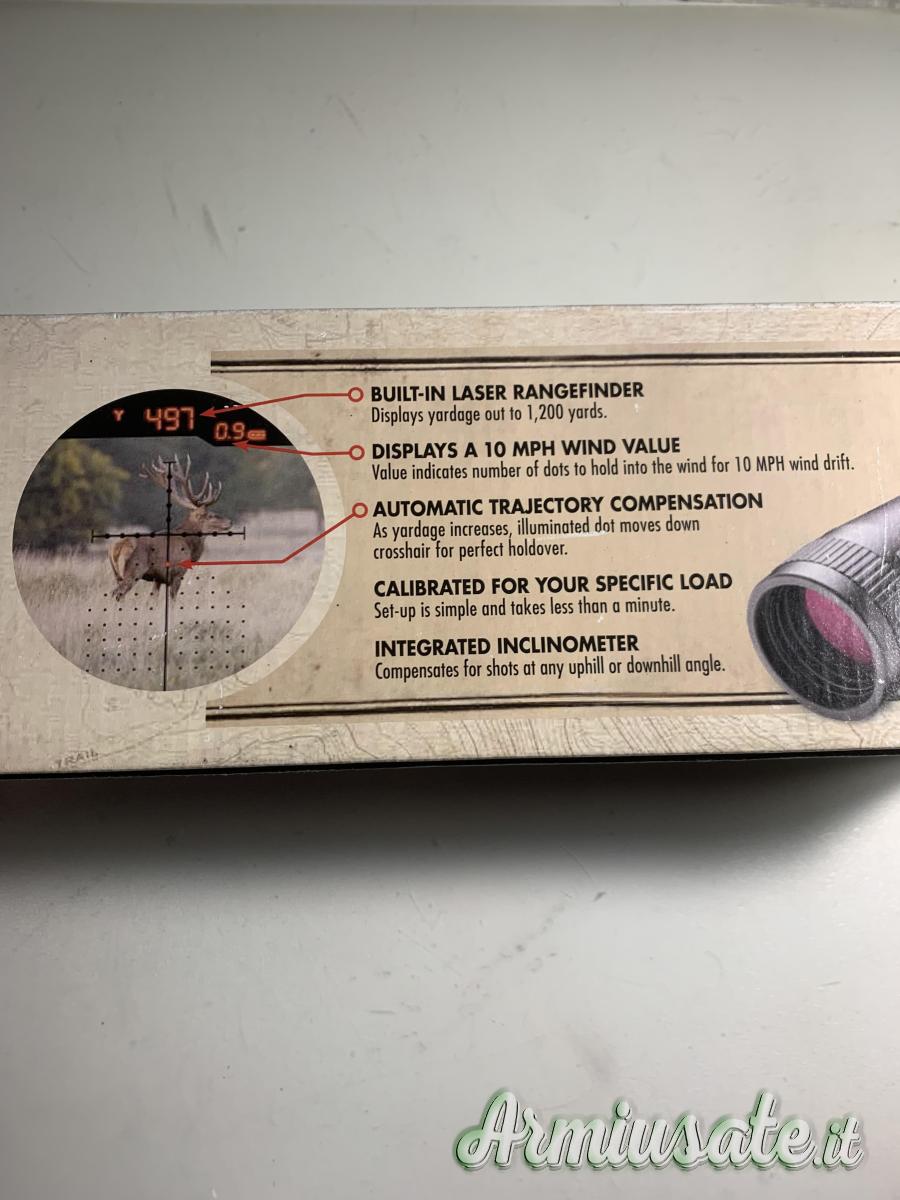 Y 497
0.9
BUILT-IN LASER RANGEFINDER
Displays yardage out to 1,200 yards.
DISPLAYS A 10 MPH WIND VALUE
Value indicates number of dots to hold into the wind for 10 MPH wind drift.
AUTOMATIC TRAJECTORY COMPENSATION
As yardage increases, illuminated dot moves down
crosshair for perfect holdover.
CALIBRATED FOR YOUR SPECIFIC LOAD
Set-up is simple and takes less than a minute.
INTEGRATED INCLINOMETER
Compensates for shots at any uphill or downhill angle.
TRAIL
Armiusate.it